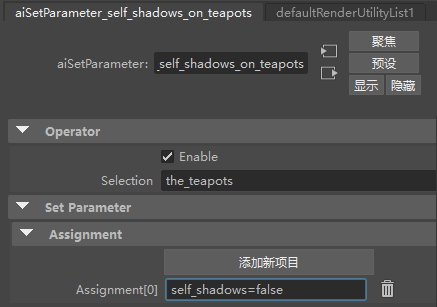 aiSetParameter_self_shadows_on_teapots defaultRenderUtilityList1
聚焦
aiSetParameter: _self_shadows_on_teapots 预设
显示 隐藏
Operator
Enable
Selection the_teapots
Set Parameter
Assignment
添加新项目
Assignment[0] self_shadows=false